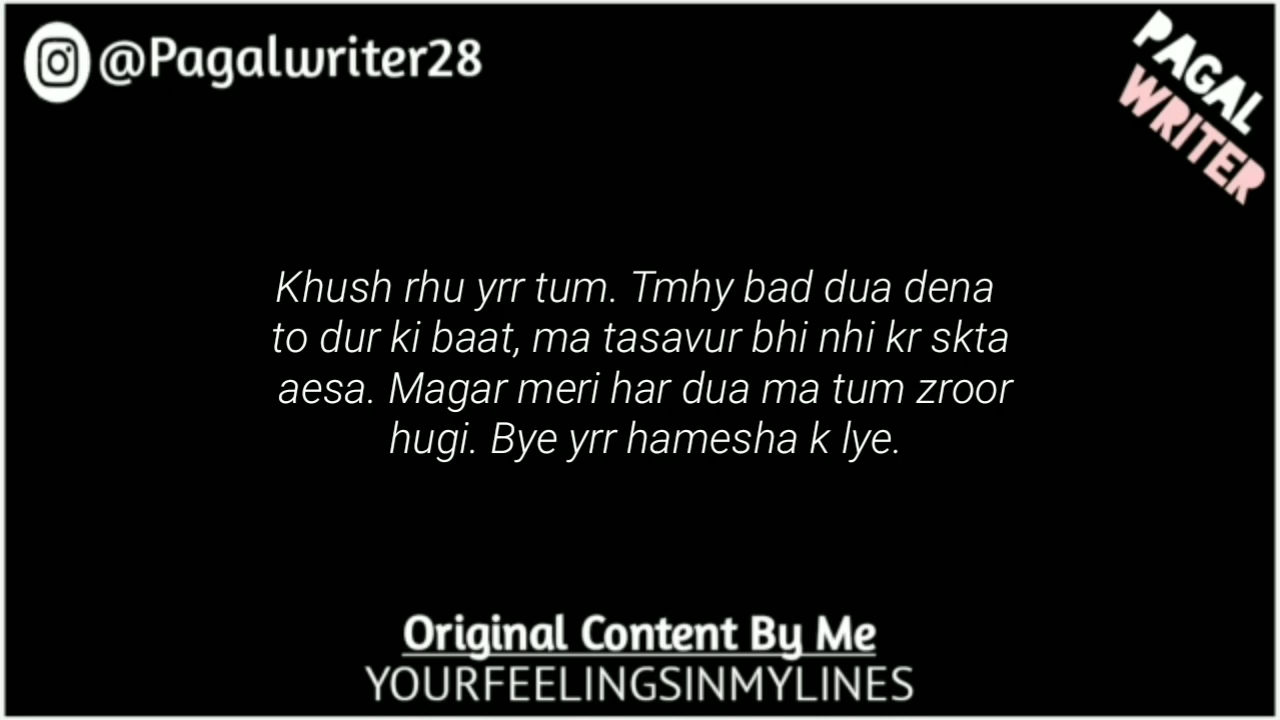 @Pagalwriter28
PAGAL
WRITER
Khush rhu yrr tum. Tmhy bad dua dena
to dur ki baat, ma tasavur bhi nhi kr skta
aesa. Magar meri har dua ma tum zroor
hugi. Bye yrr hamesha k lye.
Original Content By Me
YOURFEELINGSINMYLINES